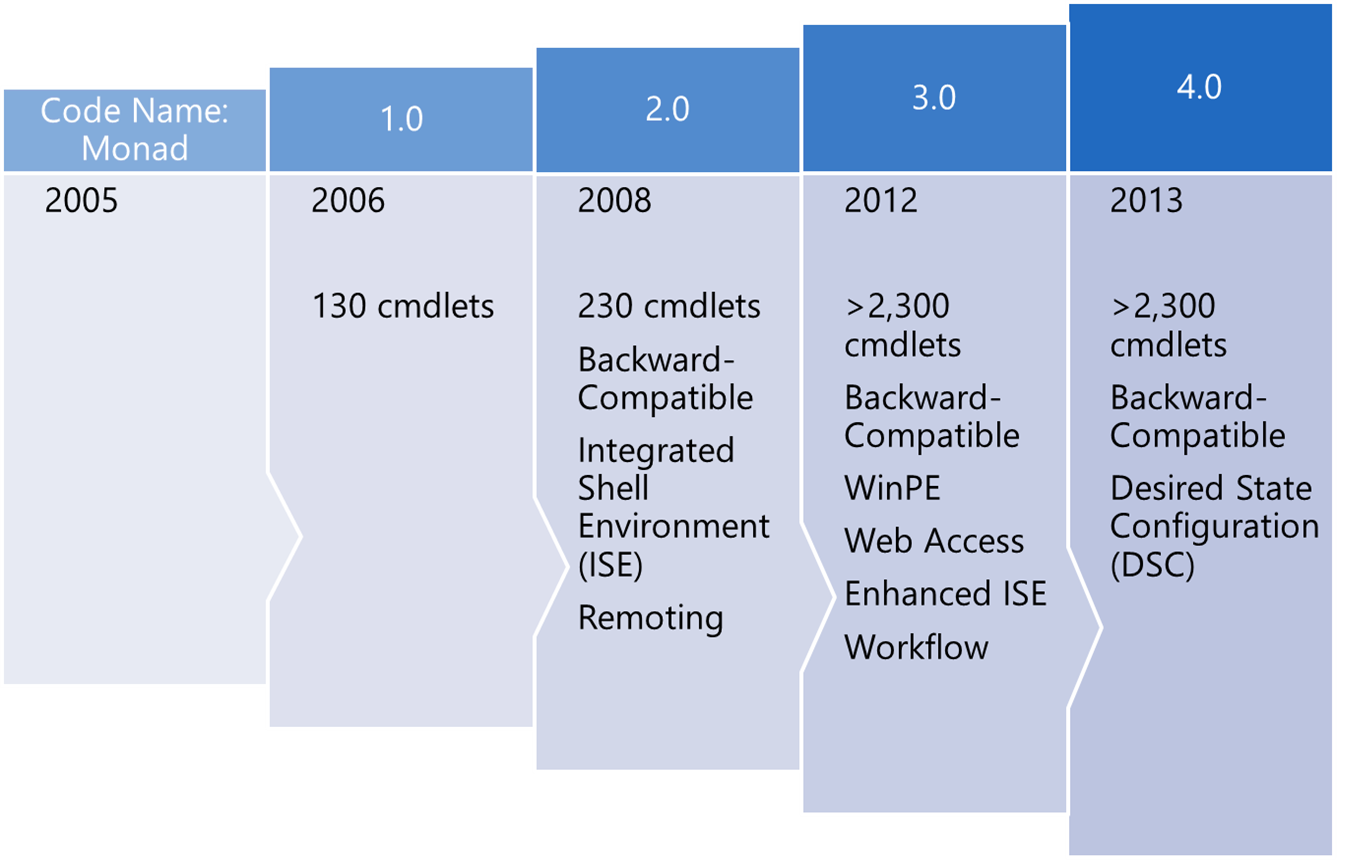 Code Name:
Monad
2005
1.0
2006
130 cmdlets
2.0
2008
230 cmdlets
Backward-
Compatible
Integrated
Shell
Environment
(ISE)
Remoting
3.0
2012
>2,300
cmdlets
Backward-
Compatible
WinPE
Web Access
Enhanced ISE
Workflow
4.0
2013
>2,300
cmdlets
Backward-
Compatible
Desired State
Configuration
(DSC)